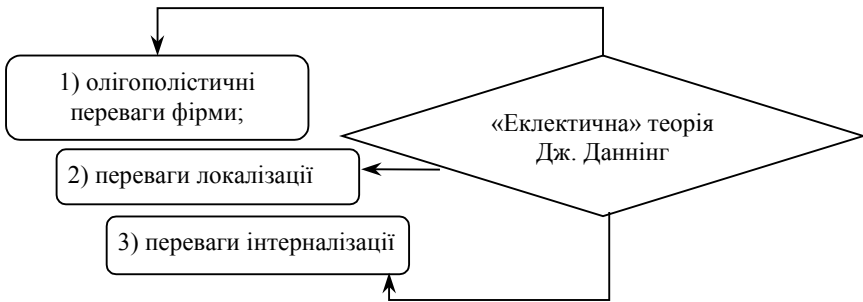 1) олігополістичні
переваги фірми;
«Еклектична» теорія
Дж. Даннінг
2) переваги локалізації
3) переваги інтерналізації